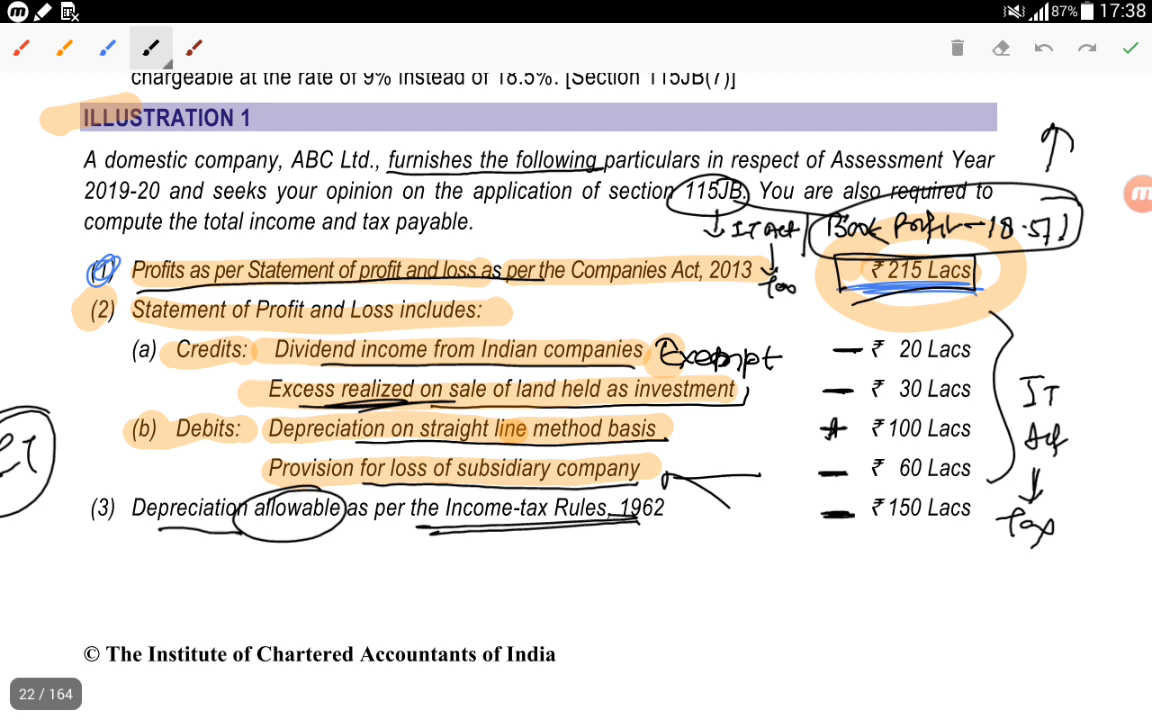 87% 17:38
chargeable at the rate of 9% instead of 18.5%. [Section 115JB(7)]
ILLUSTRATION 1
A domestic company, ABC Ltd., furnishes the following particulars in respect of Assessment Year
2019-20 and seeks your opinion on the application of section 115JB. You are also required to
compute the total income and tax payable.
IT Act Book Profit - 18.5%
(1) Profits as per Statement of profit and loss as per the Companies Act, 2013 ₹ 215 Lacs
Tax
(2) Statement of Profit and Loss includes:
(a) Credits: Dividend income from Indian companies Exempt - ₹ 20 Lacs
Excess realized on sale of land held as investment - ₹ 30 Lacs
IT
(b) Debits: Depreciation on straight line method basis + ₹ 100 Lacs
Act
Provision for loss of subsidiary company - ₹ 60 Lacs
(3) Depreciation allowable as per the Income-tax Rules, 1962 - ₹ 150 Lacs
Tax
© The Institute of Chartered Accountants of India
22 / 164